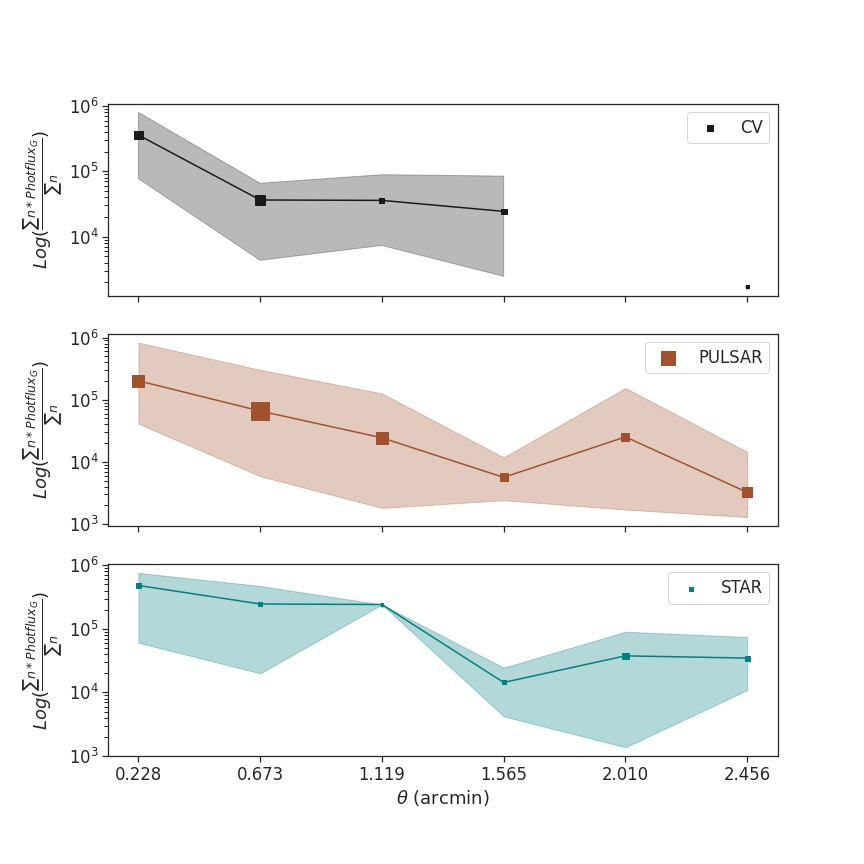 10⁶
10⁵
10⁴
Log(∑n*PhotfluxG / ∑n)
CV
10⁶
10⁵
10⁴
10³
Log(∑n*PhotfluxG / ∑n)
PULSAR
10⁶
10⁵
10⁴
10³
Log(∑n*PhotfluxG / ∑n)
STAR
0.228 0.673 1.119 1.565 2.010 2.456
θ (arcmin)